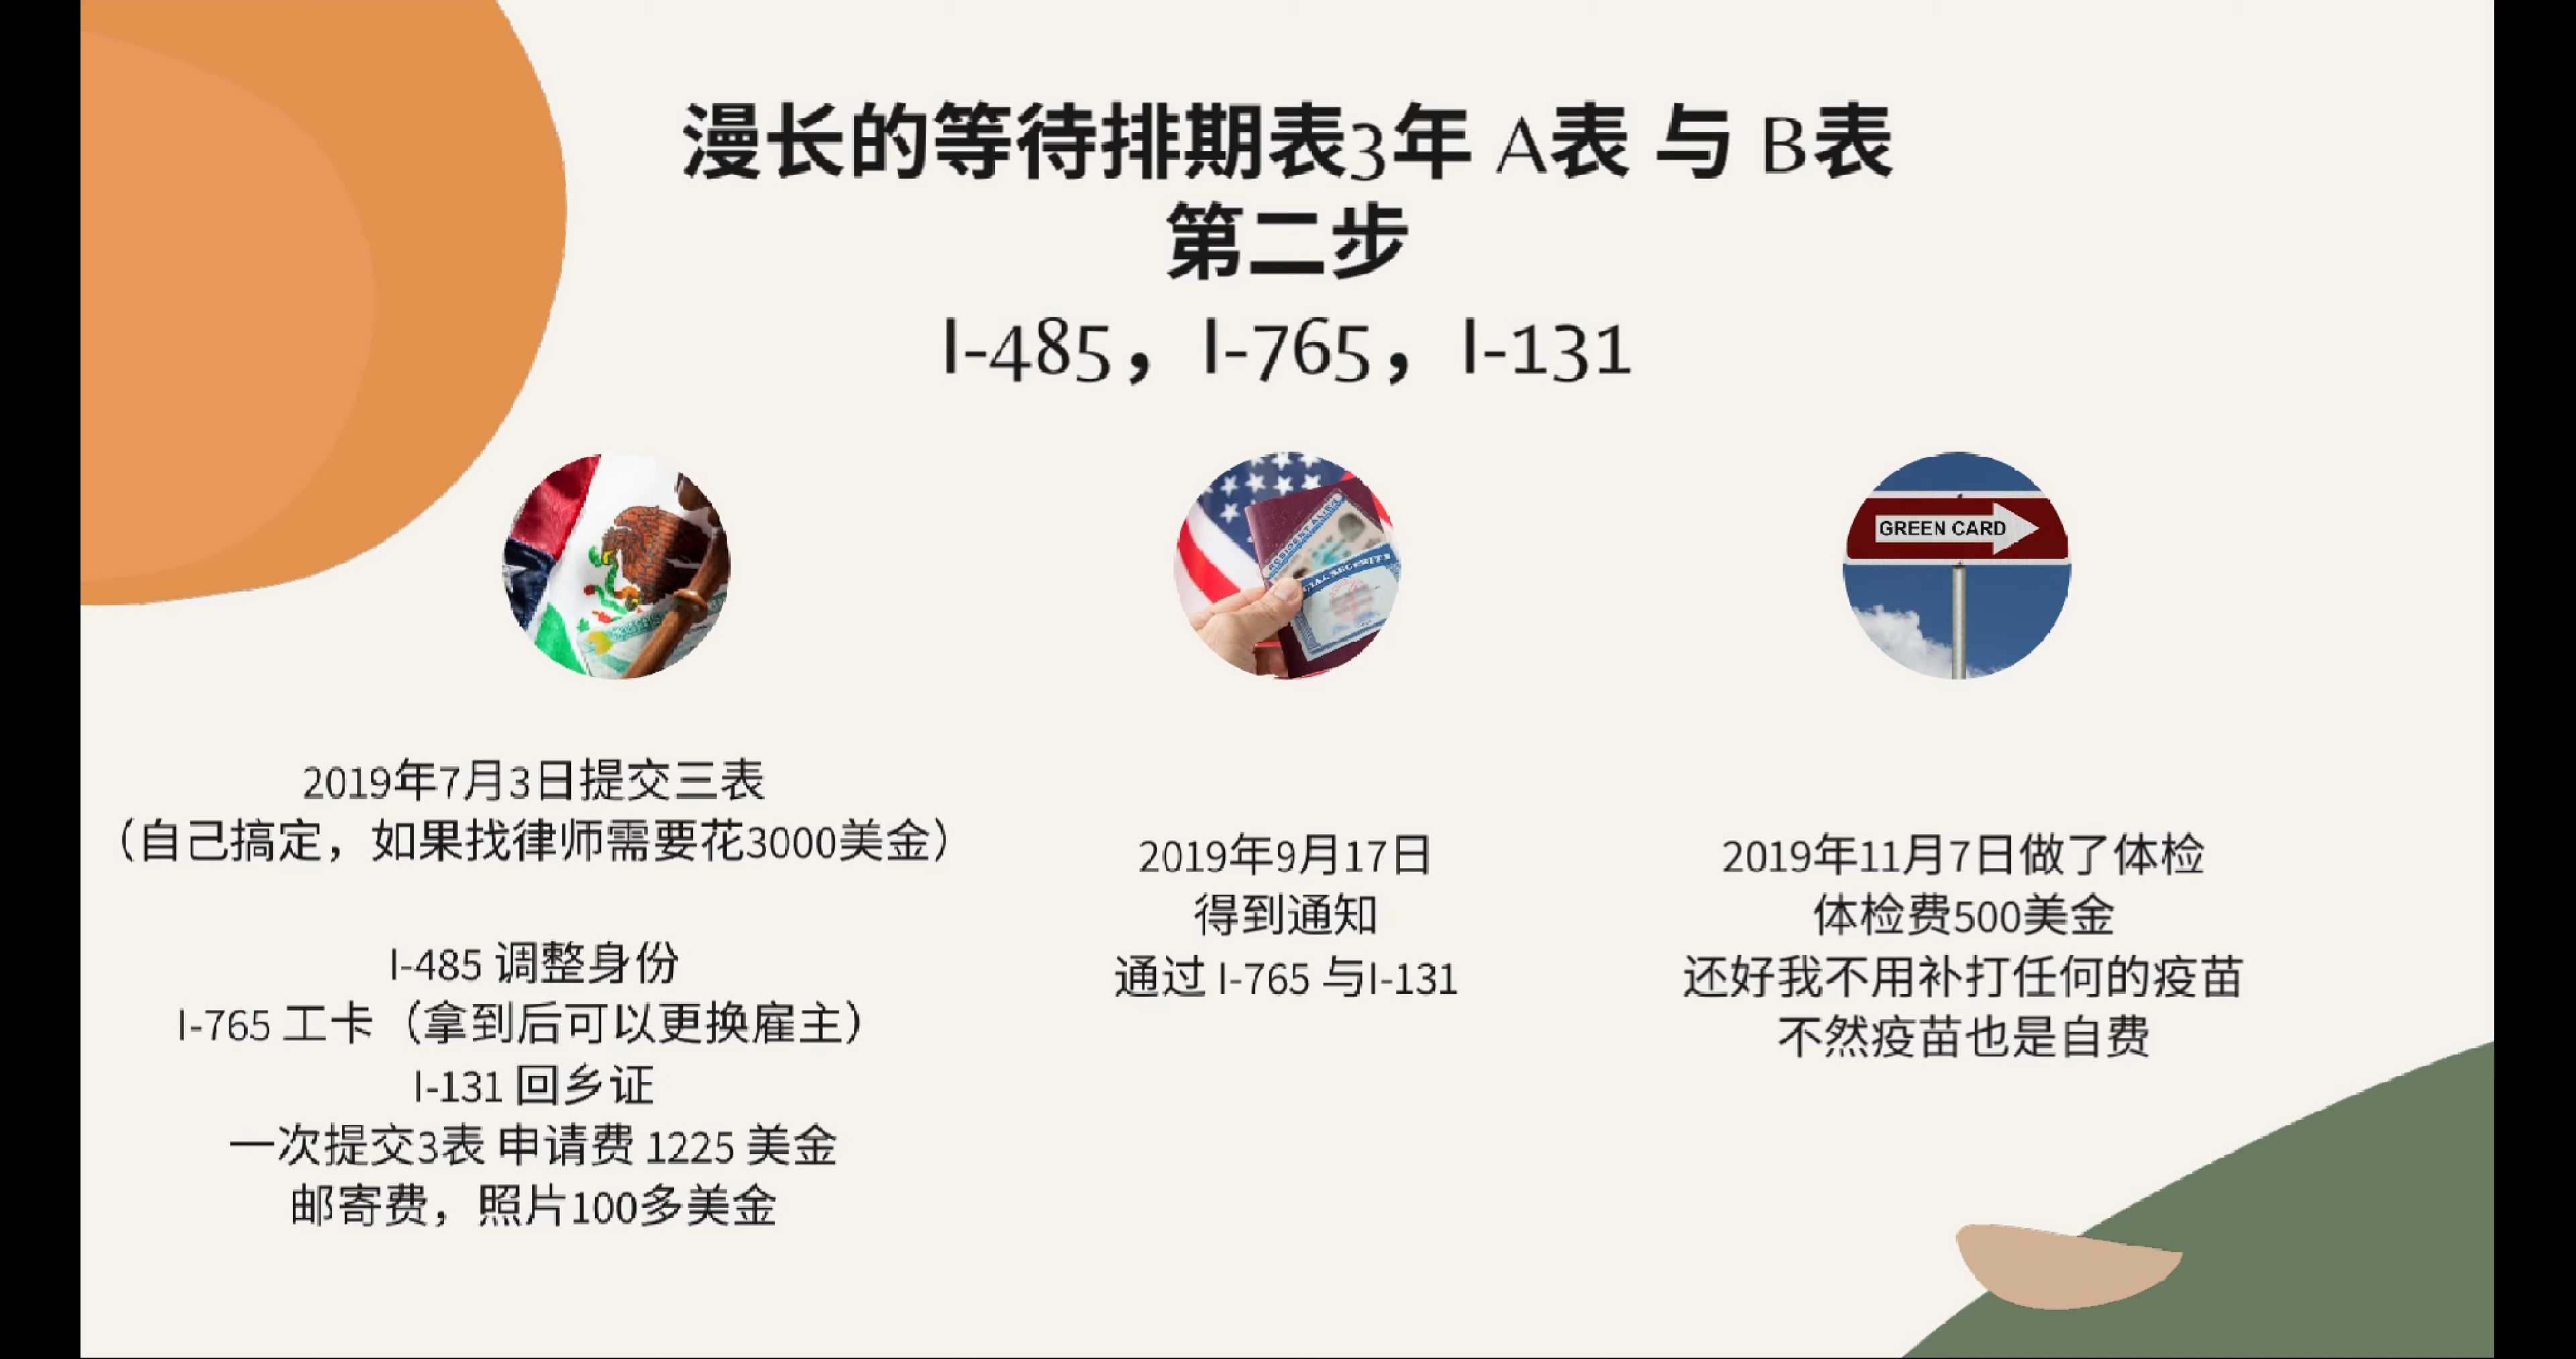 漫长的等待排期表3年 A表 与 B表
第二步
I-485，I-765，I-131
GREEN CARD
2019年7月3日提交三表
（自己搞定，如果找律师需要花3000美金）
I-485 调整身份
I-765 工卡（拿到后可以更换雇主）
I-131 回乡证
一次提交3表 申请费 1225 美金
邮寄费，照片100多美金
2019年9月17日
得到通知
通过 I-765 与I-131
2019年11月7日做了体检
体检费500美金
还好我不用补打任何的疫苗
不然疫苗也是自费